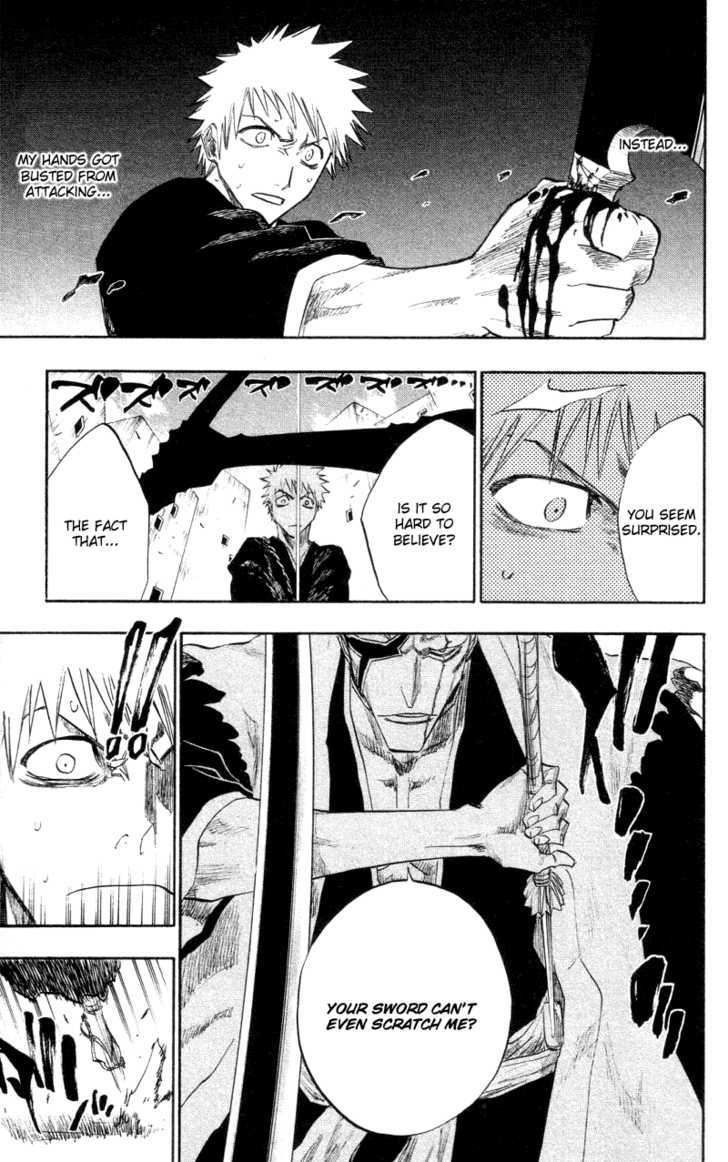 INSTEAD...
MY HANDS GOT
BUSTED FROM
ATTACKING...
YOU SEEM
SURPRISED.
IS IT SO
HARD TO
BELIEVE?
THE FACT
THAT...
YOUR SWORD CAN'T
EVEN SCRATCH ME?